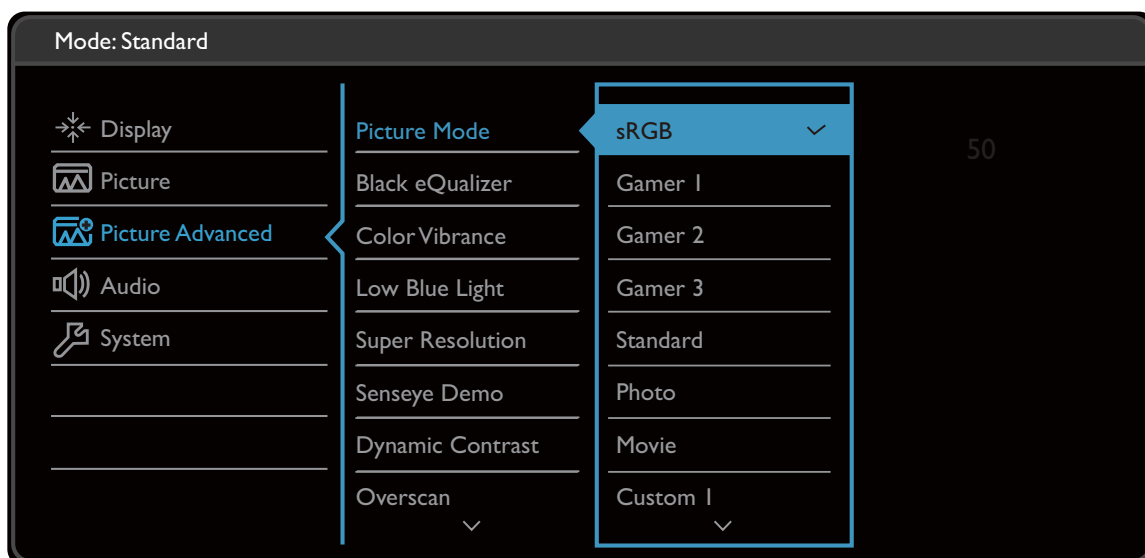 Mode: Standard
Display
Picture
Picture Advanced
Audio
System
Picture Mode
Black eQualizer
Color Vibrance
Low Blue Light
Super Resolution
Senseye Demo
Dynamic Contrast
Overscan
sRGB
Gamer 1
Gamer 2
Gamer 3
Standard
Photo
Movie
Custom 1
50